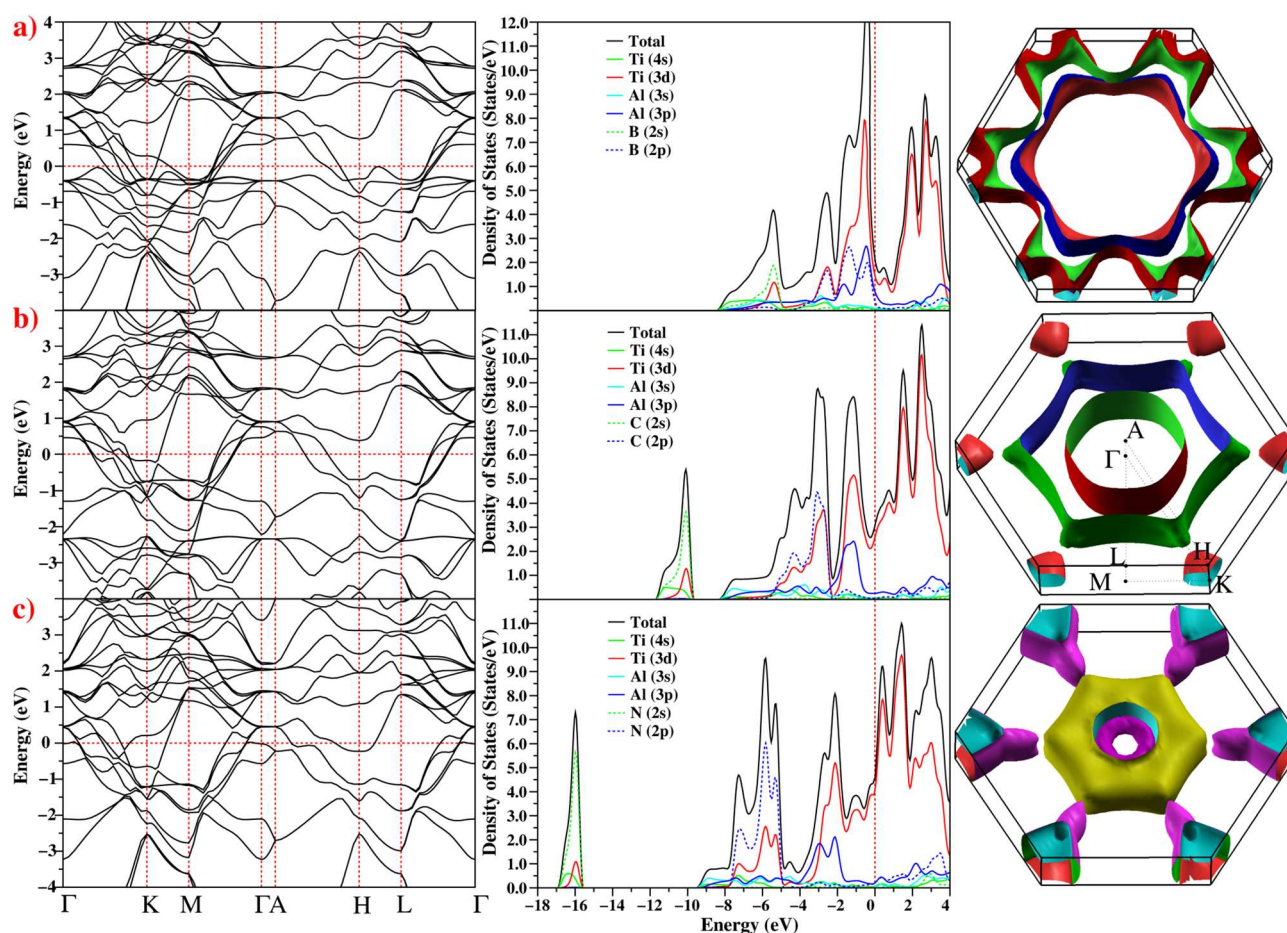 a)
Energy (eV)
4
3
2
1
0
−1
−2
−3
Density of States (States/eV)
12.0
11.0
10.0
9.0
8.0
7.0
6.0
5.0
4.0
3.0
2.0
1.0
Total
Ti (4s)
Ti (3d)
Al (3s)
Al (3p)
B (2s)
B (2p)
b)
Energy (eV)
3
2
1
0
−1
−2
−3
Density of States (States/eV)
11.0
10.0
9.0
8.0
7.0
6.0
5.0
4.0
3.0
2.0
1.0
Total
Ti (4s)
Ti (3d)
Al (3s)
Al (3p)
C (2s)
C (2p)
A
Γ
L
H
M
K
c)
Energy (eV)
3
2
1
0
−1
−2
−3
−4
Γ K M Γ A H L Γ
Density of States (States/eV)
11.0
10.0
9.0
8.0
7.0
6.0
5.0
4.0
3.0
2.0
1.0
0.0
Total
Ti (4s)
Ti (3d)
Al (3s)
Al (3p)
N (2s)
N (2p)
−18 −16 −14 −12 −10 −8 −6 −4 −2 0 2 4
Energy (eV)